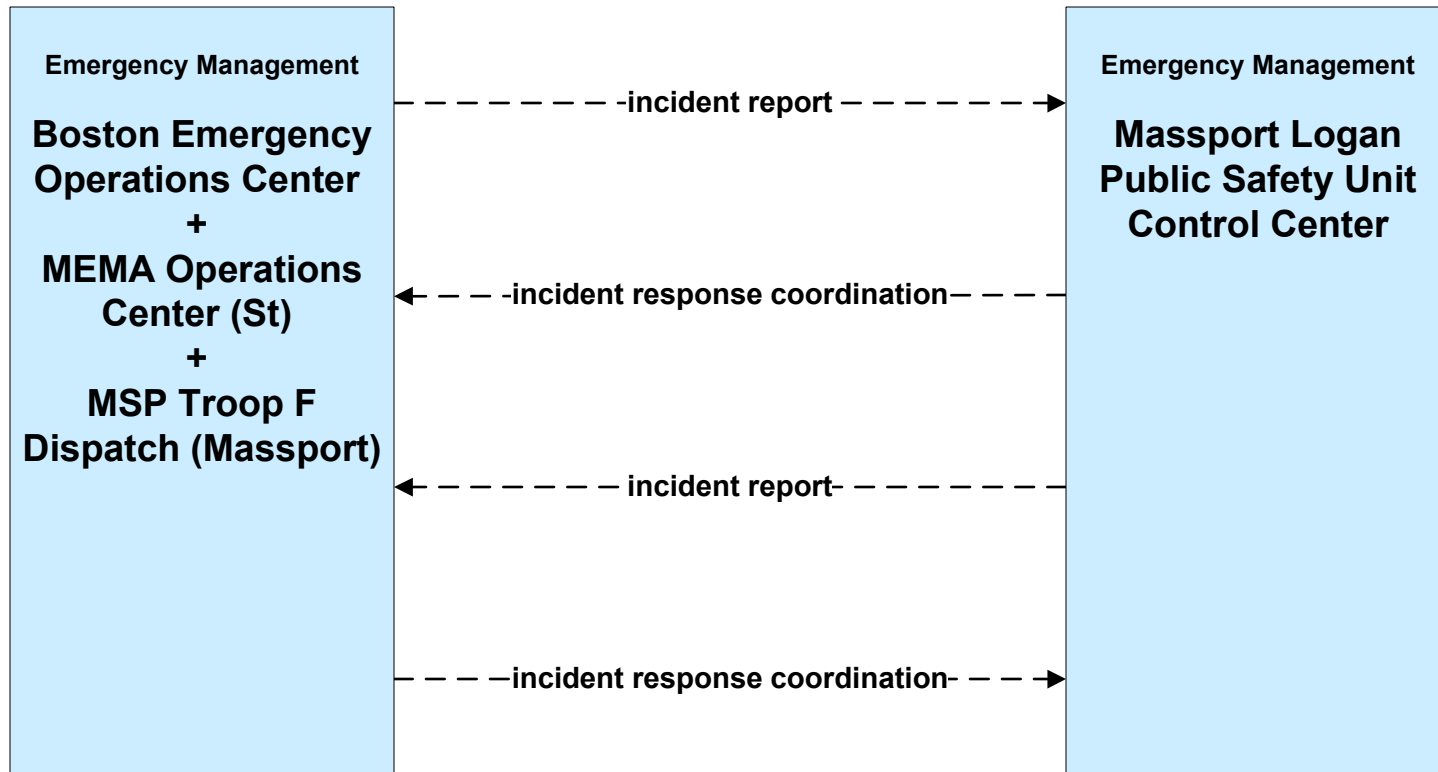 Emergency Management
Boston Emergency
Operations Center
+
MEMA Operations
Center (St)
+
MSP Troop F
Dispatch (Massport)
incident report
incident response coordination
incident report
incident response coordination
Emergency Management
Massport Logan
Public Safety Unit
Control Center